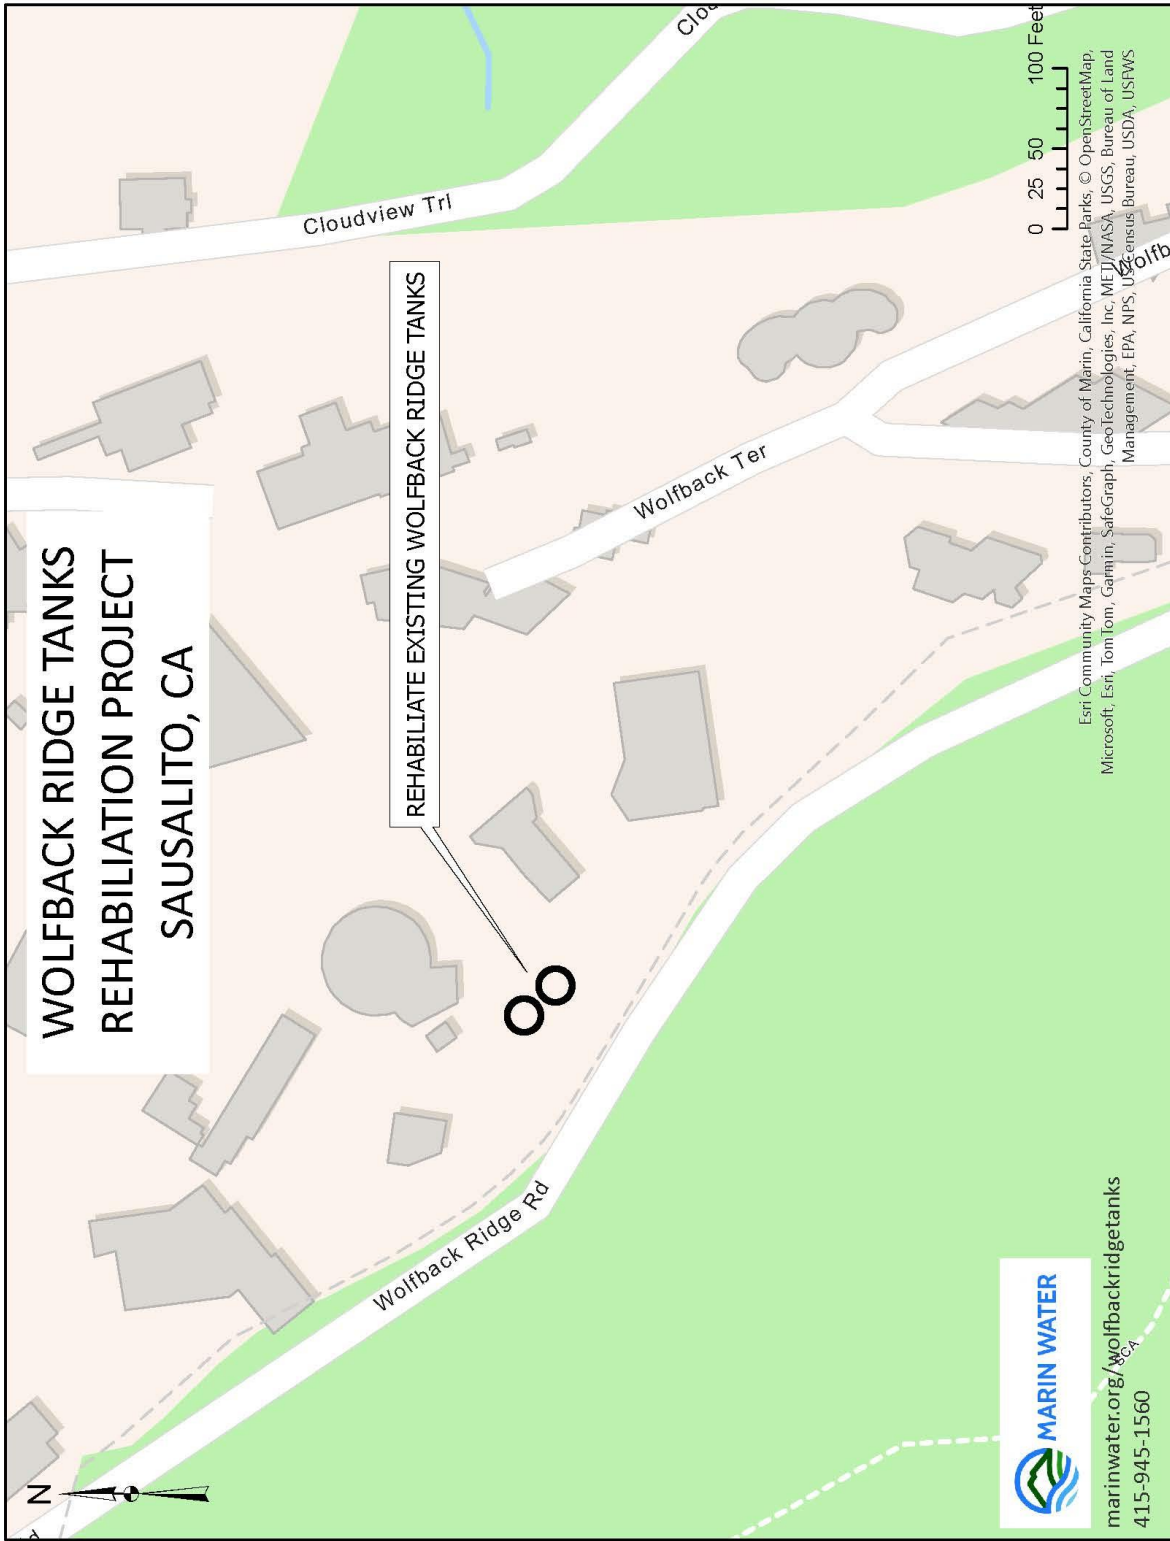 WOLFBACK RIDGE TANKS
REHABILIATION PROJECT
SAUSALITO, CA
N
REHABILIATE EXISTING WOLFBACK RIDGE TANKS
Cloudview Trl
Clou
Wolfback Ter
Wolfback Ridge Rd
Wolfb
SCA
0 25 50 100 Feet
Esri Community Maps Contributors, County of Marin, California State Parks, © OpenStreetMap,
Microsoft, Esri, TomTom, Garmin, SafeGraph, GeoTechnologies, Inc, METI/NASA, USGS, Bureau of Land
Management, EPA, NPS, US Census Bureau, USDA, USFWS
MARIN WATER
marinwater.org/wolfbackridgetanks
415-945-1560